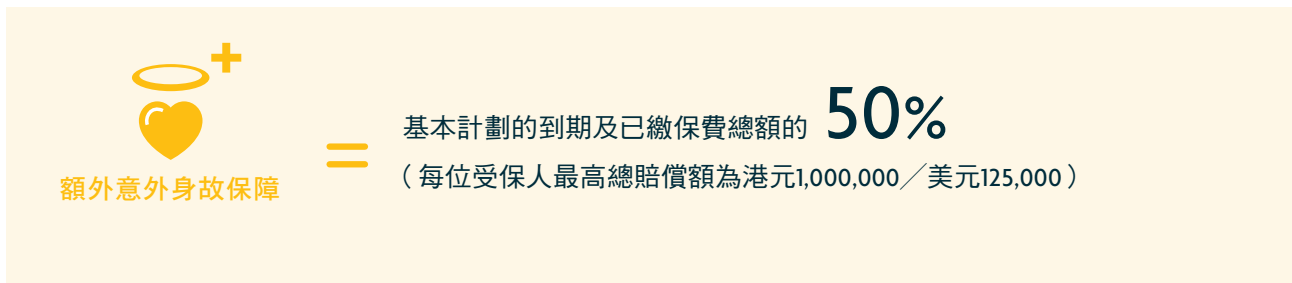 額外意外身故保障
=
基本計劃的到期及已繳保費總額的 50%
（每位受保人最高總賠償額為港元1,000,000／美元125,000）